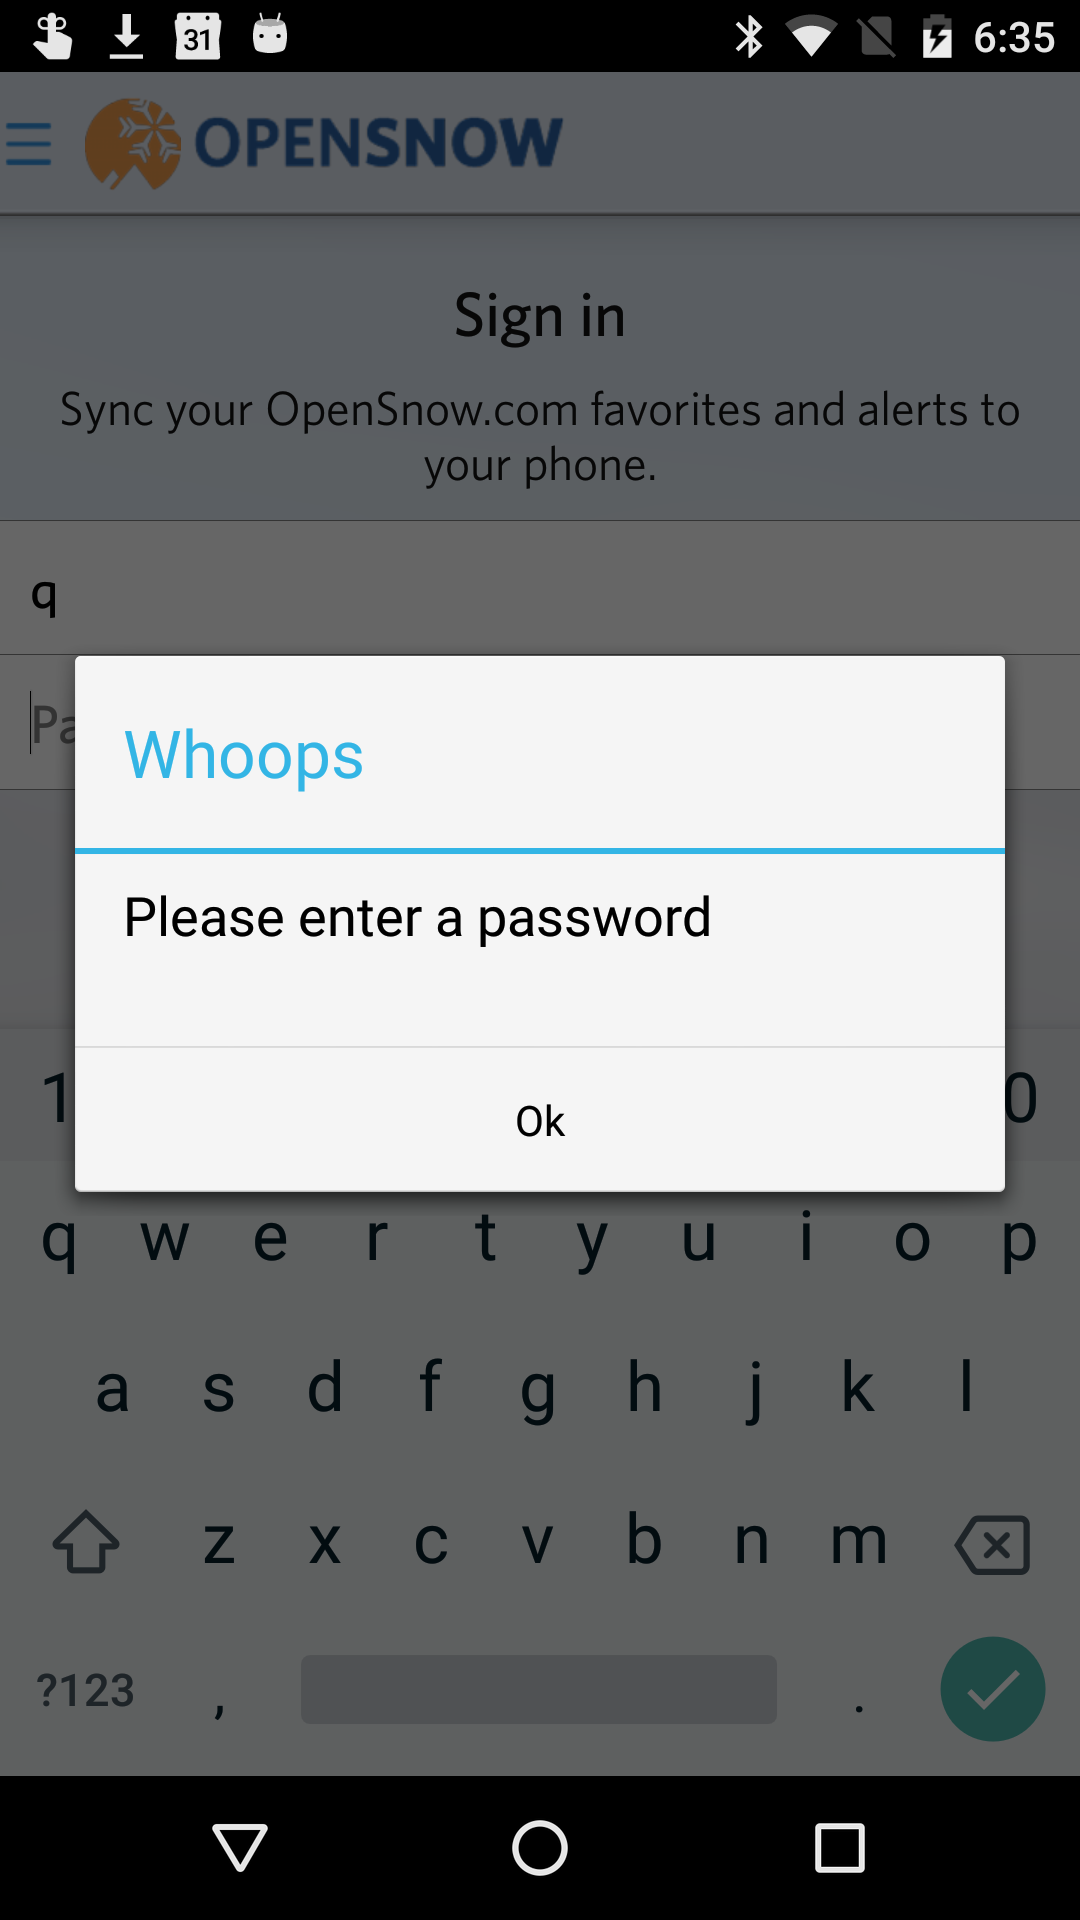 31
6:35
OPENSNOW
Sign in
Sync your OpenSnow.com favorites and alerts to
your phone.
q
Pa
Whoops
Please enter a password
Ok
1 0
q w e r t y u i o p
a s d f g h j k l
z x c v b n m
?123 , .